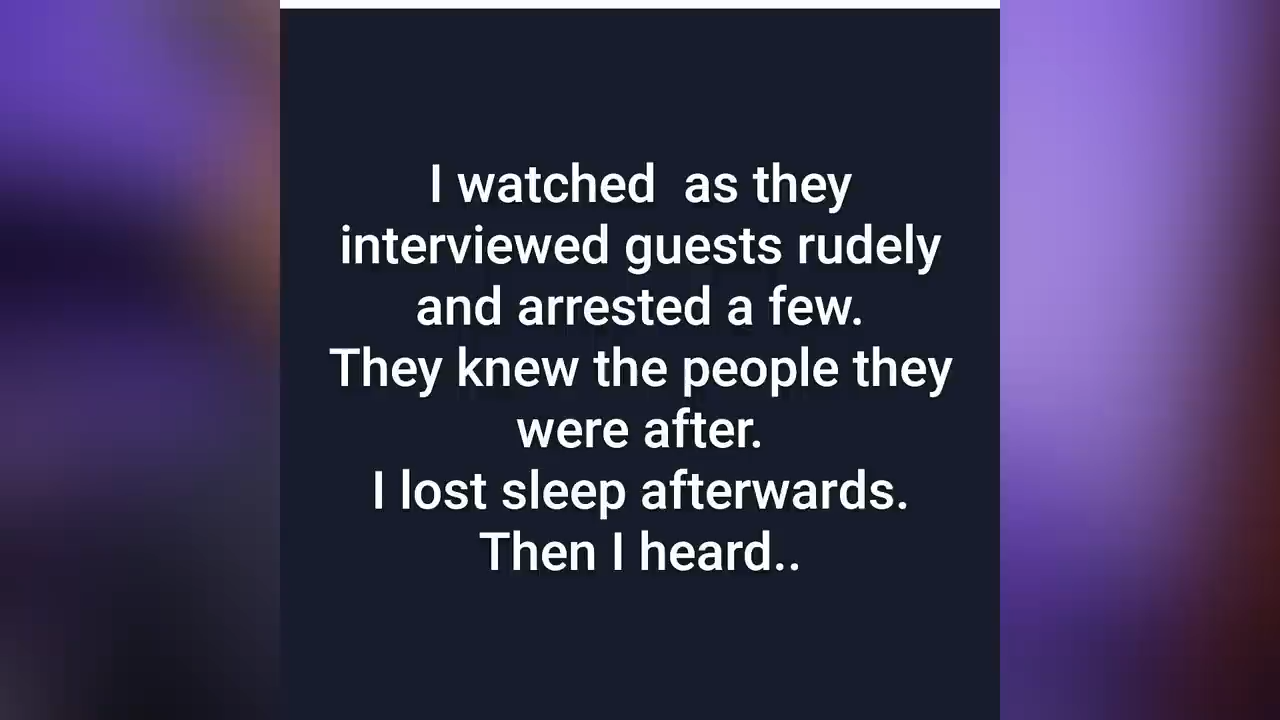 I watched  as they
interviewed guests rudely
and arrested a few.
They knew the people they
were after.
I lost sleep afterwards.
Then I heard..